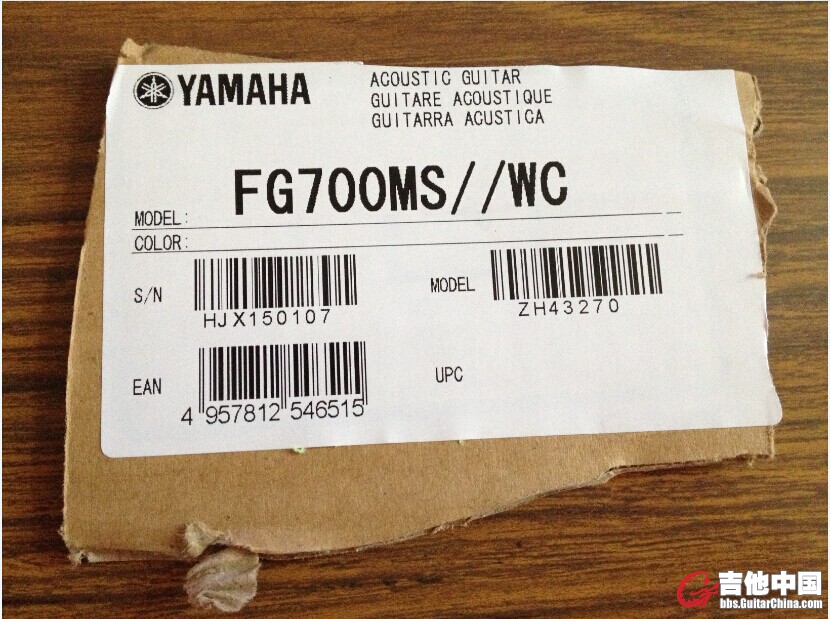 YAMAHA
ACOUSTIC GUITAR
GUITARE ACOUSTIQUE
GUITARRA ACUSTICA
FG700MS//WC
MODEL:
COLOR:
S/N
HJX150107
MODEL
ZH43270
EAN
4 957812 546515
UPC
吉他中国
bbs.GuitarChina.com